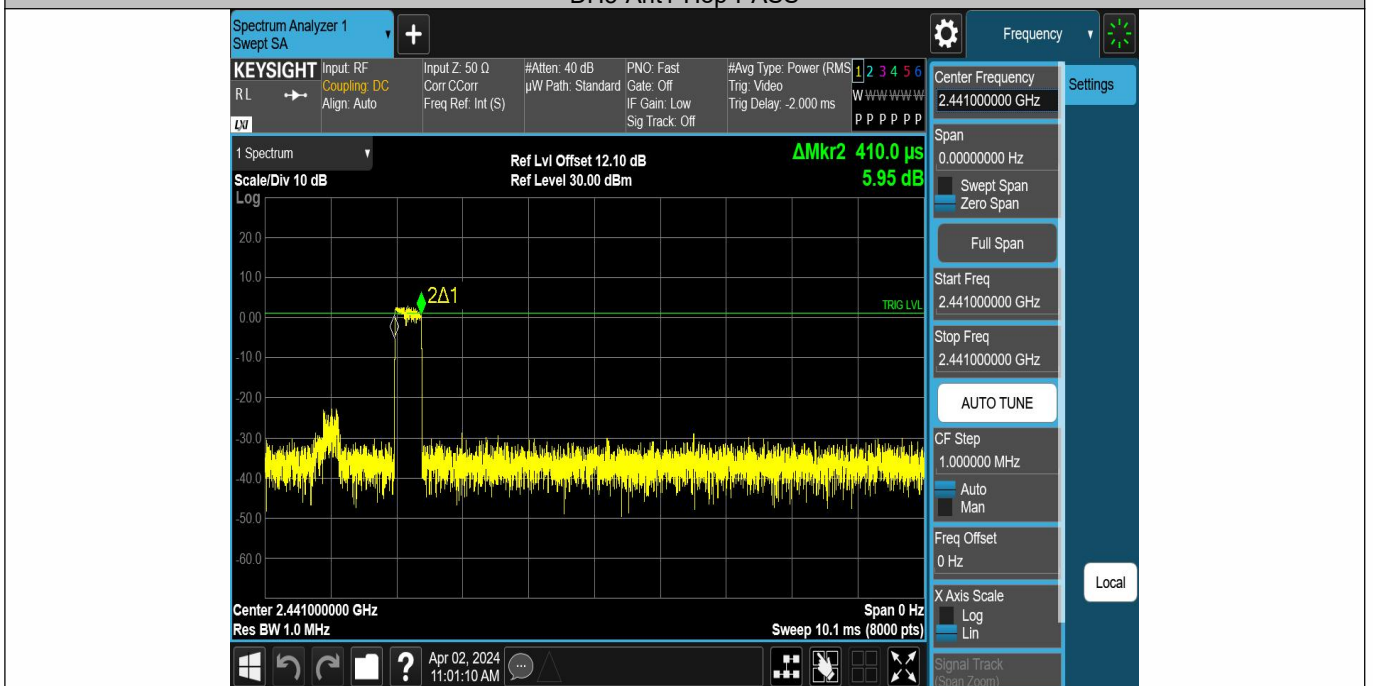 Spectrum Analyzer 1
Swept SA
+
Frequency
KEYSIGHT
R L
LXI
Input: RF
Coupling: DC
Align: Auto
Input Z: 50 Ω
Corr CCorr
Freq Ref: Int (S)
#Atten: 40 dB
µW Path: Standard
PNO: Fast
Gate: Off
IF Gain: Low
Sig Track: Off
#Avg Type: Power (RMS
Trig: Video
Trig Delay: -2.000 ms
1 2 3 4 5 6
W W W W W W
P P P P P P
1 Spectrum
Scale/Div 10 dB
Log
Ref Lvl Offset 12.10 dB
Ref Level 30.00 dBm
ΔMkr2 410.0 µs
5.95 dB
20.0
10.0
0.00
-10.0
-20.0
-30.0
-40.0
-50.0
-60.0
2Δ1
TRIG LVL
Center 2.441000000 GHz
Res BW 1.0 MHz
Span 0 Hz
Sweep 10.1 ms (8000 pts)
Center Frequency
2.441000000 GHz
Span
0.00000000 Hz
Swept Span
Zero Span
Full Span
Start Freq
2.441000000 GHz
Stop Freq
2.441000000 GHz
AUTO TUNE
CF Step
1.000000 MHz
Auto
Man
Freq Offset
0 Hz
X Axis Scale
Log
Lin
Signal Track
(Span Zoom)
Settings
Local
?
Apr 02, 2024
11:01:10 AM